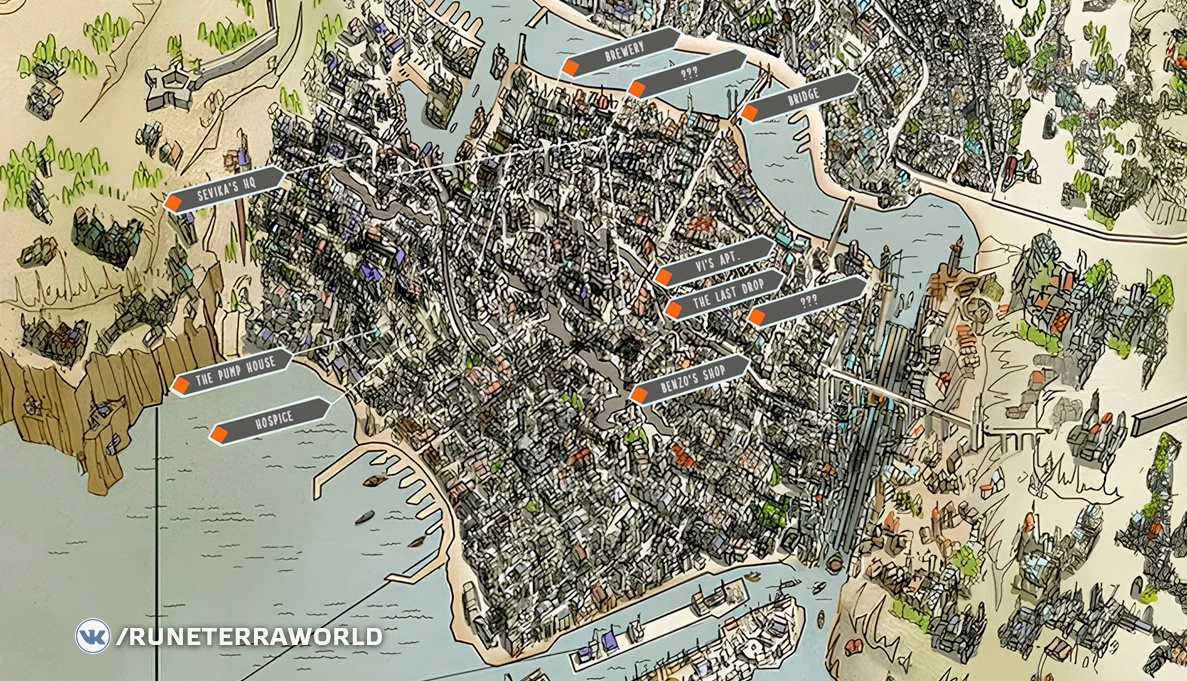 BREWERY
???
BRIDGE
SEVIKA'S HQ
VI'S APT.
THE LAST DROP
???
THE PUMP HOUSE
BENZO'S SHOP
HOSPICE
/RUNETERRAWORLD